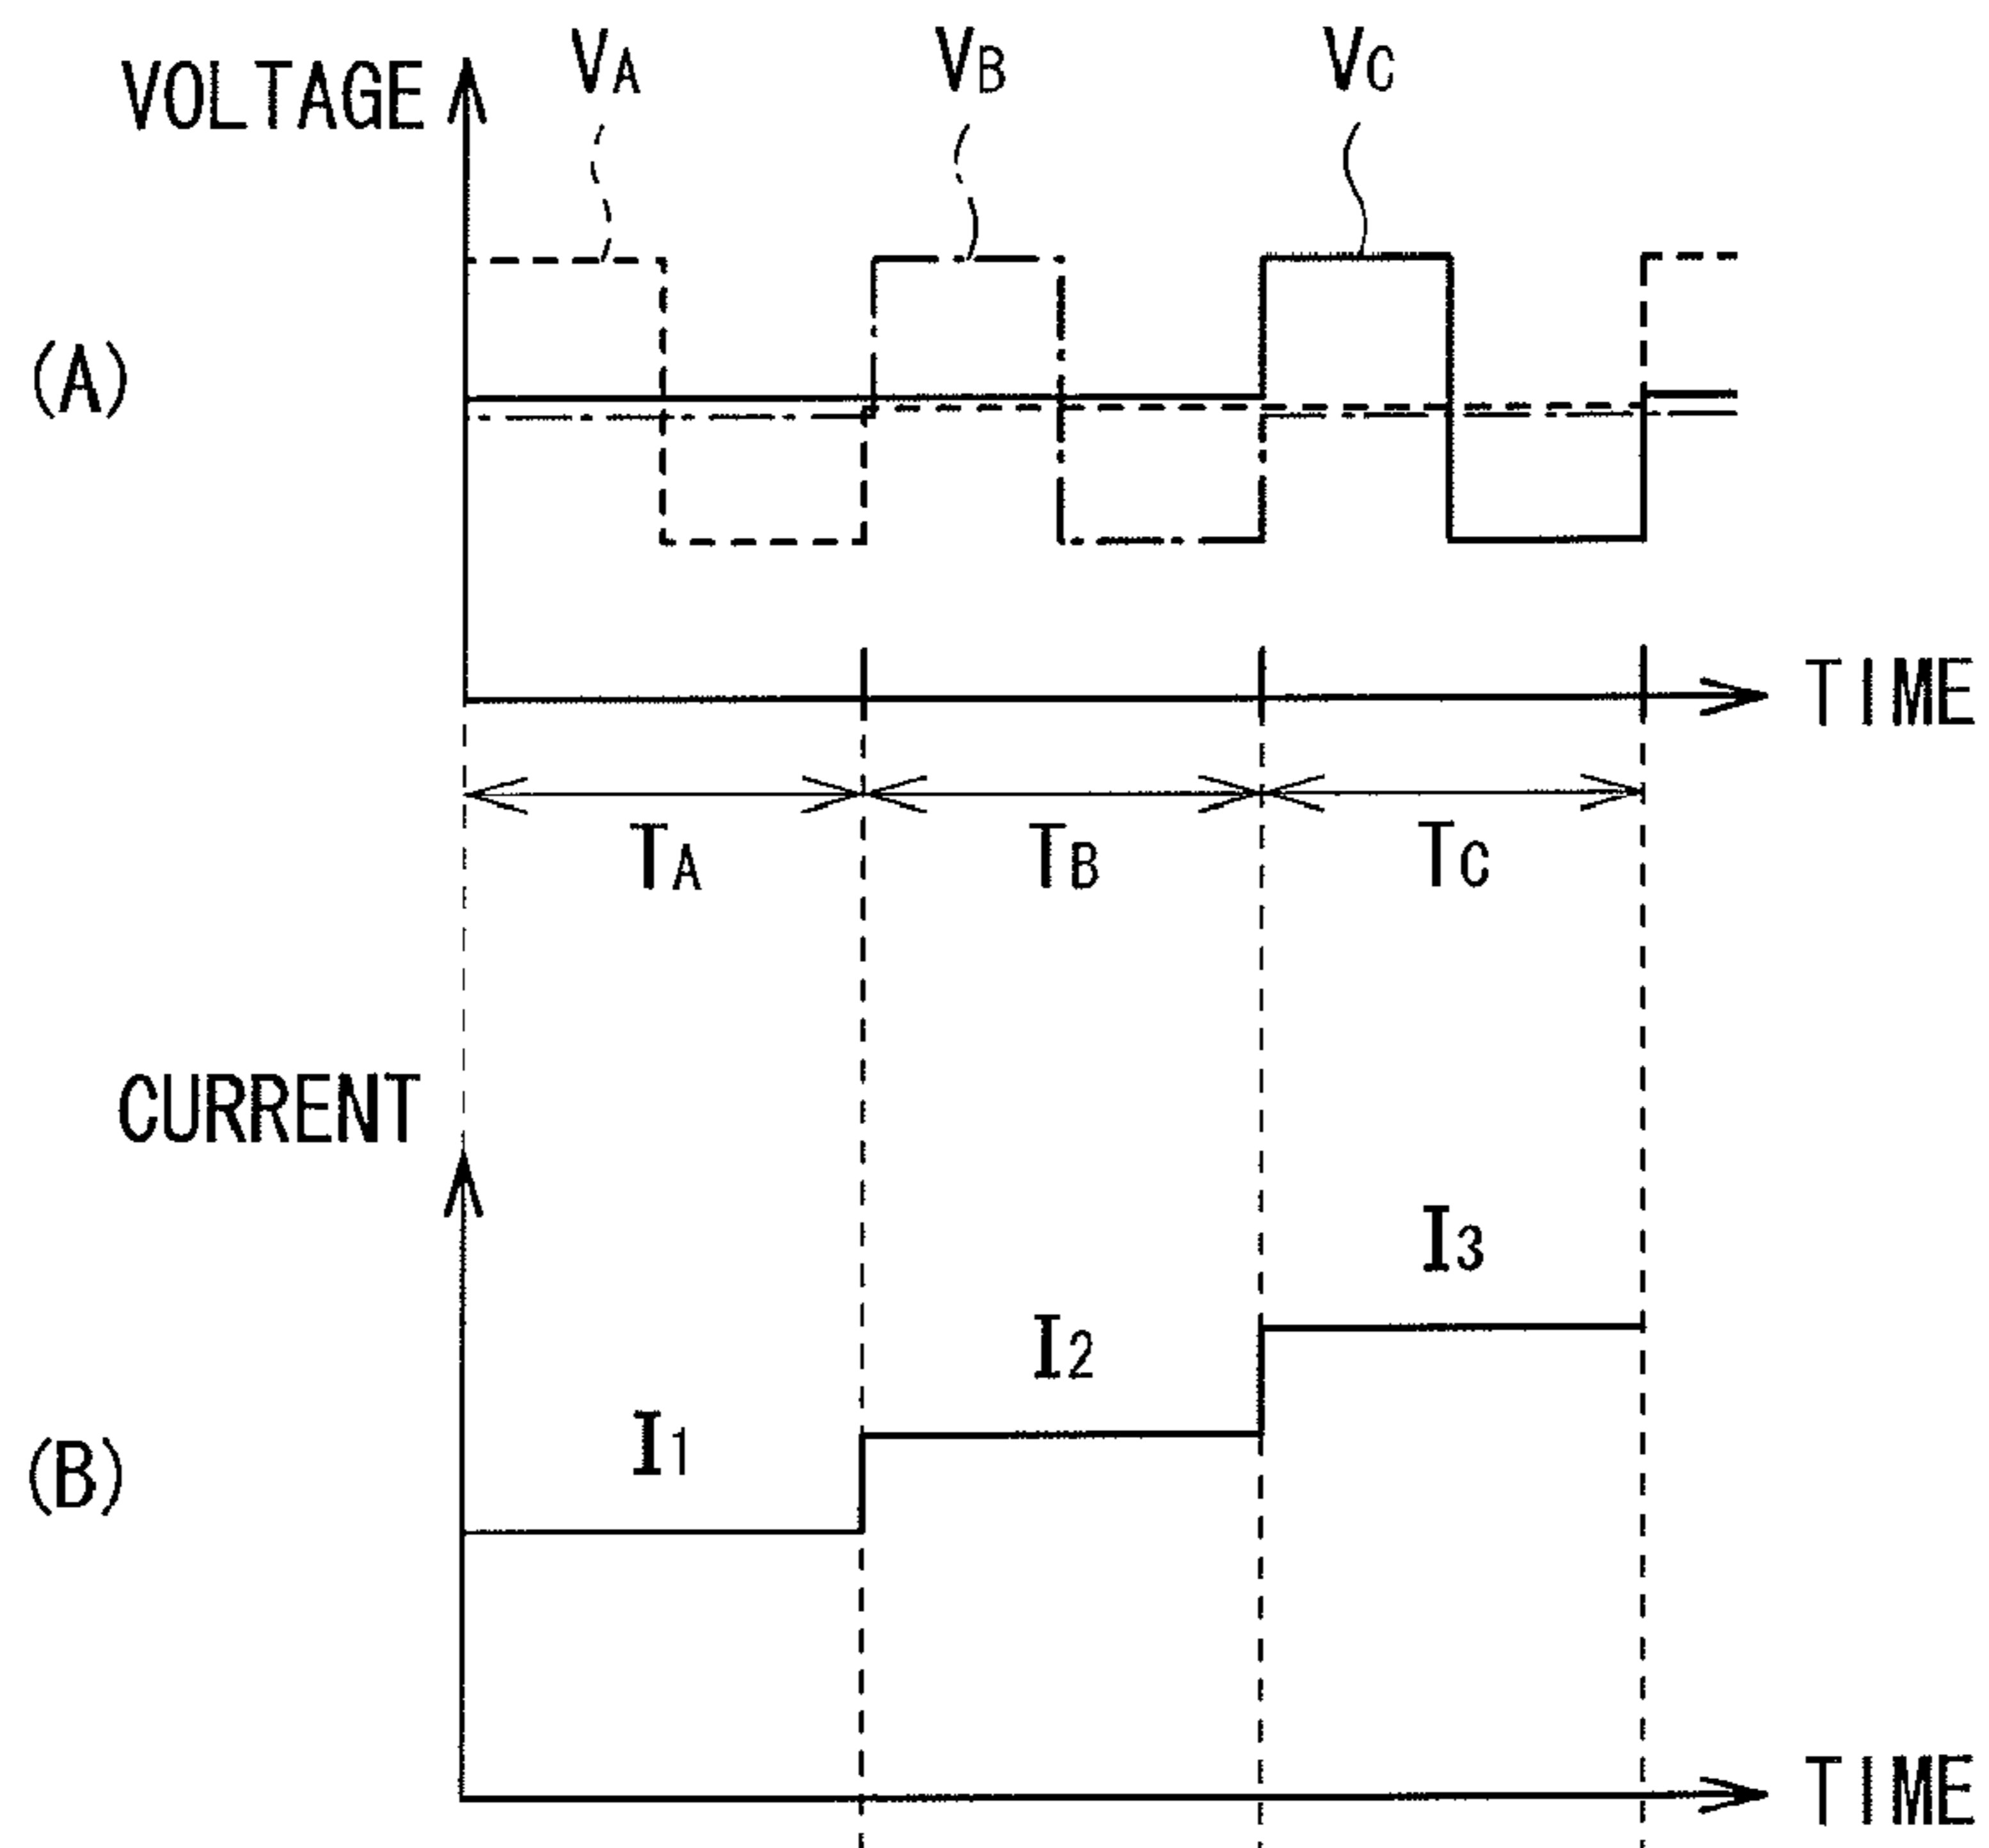 VOLTAGE
VA
VB
VC
(A)
TIME
TA
TB
TC
CURRENT
I3
I2
I1
(B)
TIME